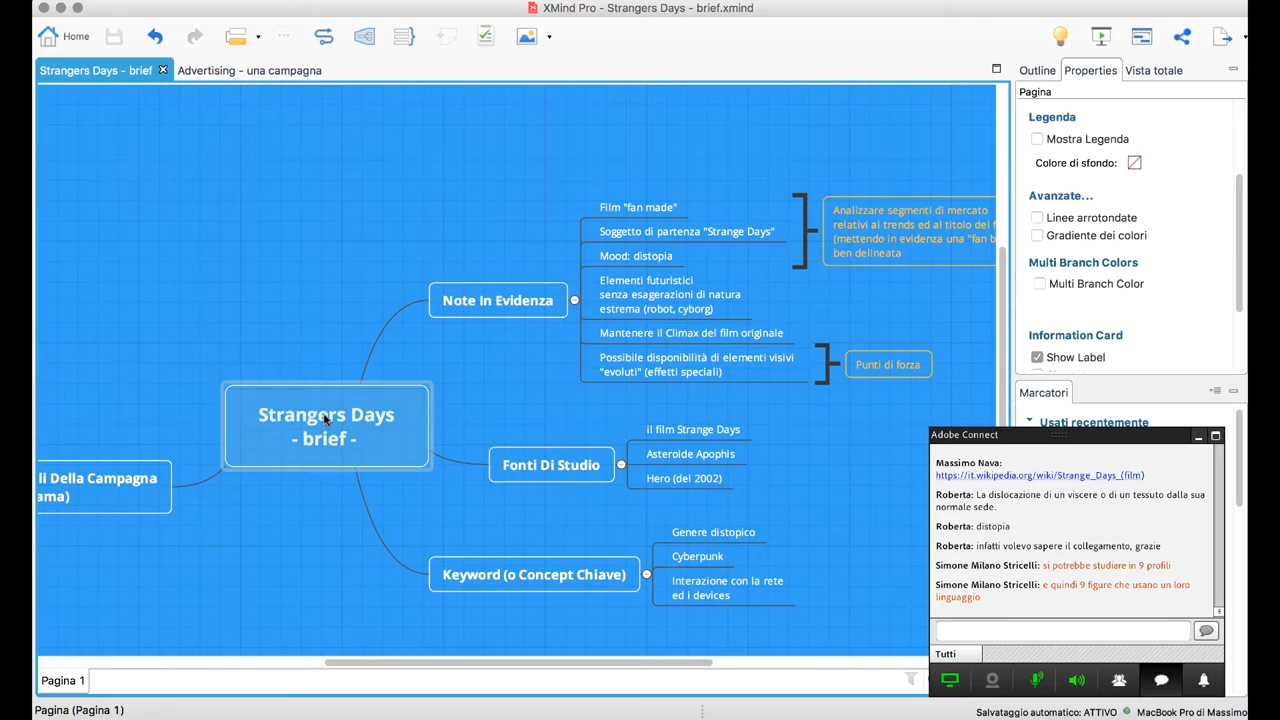 XMind Pro - Strangers Days - brief.xmind
Home
Strangers Days - brief
Advertising - una campagna
Outline
Properties
Vista totale
Pagina
Legenda
Mostra Legenda
Colore di sfondo:
Avanzate...
Linee arrotondate
Gradiente dei colori
Multi Branch Colors
Multi Branch Color
Information Card
Show Label
Marcatori
Usati recentemente
Film "fan made"
Soggetto di partenza "Strange Days"
Mood: distopia
Elementi futuristici
senza esagerazioni di natura
estrema (robot, cyborg)
Mantenere il Climax del film originale
Possibile disponibilità di elementi visivi
"evoluti" (effetti speciali)
Analizzare segmenti di mercato
relativi ai trends ed al titolo del f
(mettendo in evidenza una "fan b
ben delineata
Punti di forza
Note In Evidenza
Strangers Days
- brief -
li Della Campagna
ama)
Fonti Di Studio
il film Strange Days
Asteroide Apophis
Hero (del 2002)
Keyword (o Concept Chiave)
Genere distopico
Cyberpunk
Interazione con la rete
ed i devices
Adobe Connect
Massimo Nava:
https://it.wikipedia.org/wiki/Strange_Days_(film)
Roberta: La dislocazione di un viscere o di un tessuto dalla sua
normale sede.
Roberta: distopia
Roberta: infatti volevo sapere il collegamento, grazie
Simone Milano Stricelli: si potrebbe studiare in 9 profili
Simone Milano Stricelli: e quindi 9 figure che usano un loro
linguaggio
Tutti
Pagina 1
Pagina (Pagina 1)
Salvataggio automatico: ATTIVO
MacBook Pro di Massimo